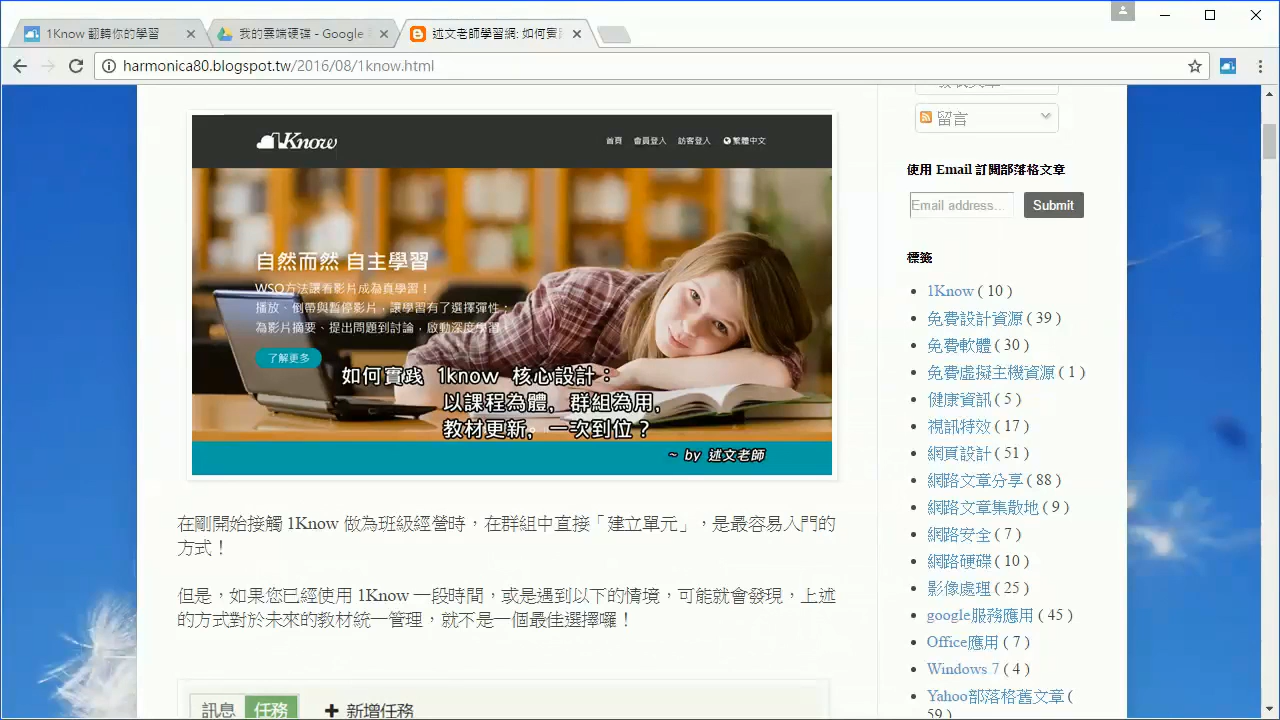 1Know 翻轉你的學習
我的雲端硬碟 - Google
述文老師學習網: 如何實
harmonica80.blogspot.tw/2016/08/1know.html
1Know
首頁 會員登入 訪客登入 繁體中文
自然而然 自主學習
WSQ方法讓看影片成為真學習！
播放、倒帶與暫停影片，讓學習有了選擇彈性；
為影片摘要、提出問題到討論，啟動深度學習。
了解更多
如何實踐 1know 核心設計：
以課程為體，群組為用，
教材更新，一次到位？
~ by 述文老師
在剛開始接觸 1Know 做為班級經營時，在群組中直接「建立單元」，是最容易入門的
方式！
但是，如果您已經使用 1Know 一段時間，或是遇到以下的情境，可能就會發現，上述
的方式對於未來的教材統一管理，就不是一個最佳選擇囉！
訊息 任務 新增任務
留言
使用 Email 訂閱部落格文章
Email address... Submit
標籤
1Know ( 10 )
免費設計資源 ( 39 )
免費軟體 ( 30 )
免費虛擬主機資源 ( 1 )
健康資訊 ( 5 )
視訊特效 ( 17 )
網頁設計 ( 51 )
網路文章分享 ( 88 )
網路文章集散地 ( 9 )
網路安全 ( 7 )
網路硬碟 ( 10 )
影像處理 ( 25 )
google服務應用 ( 45 )
Office應用 ( 7 )
Windows 7 ( 4 )
Yahoo部落格舊文章 (
59 )